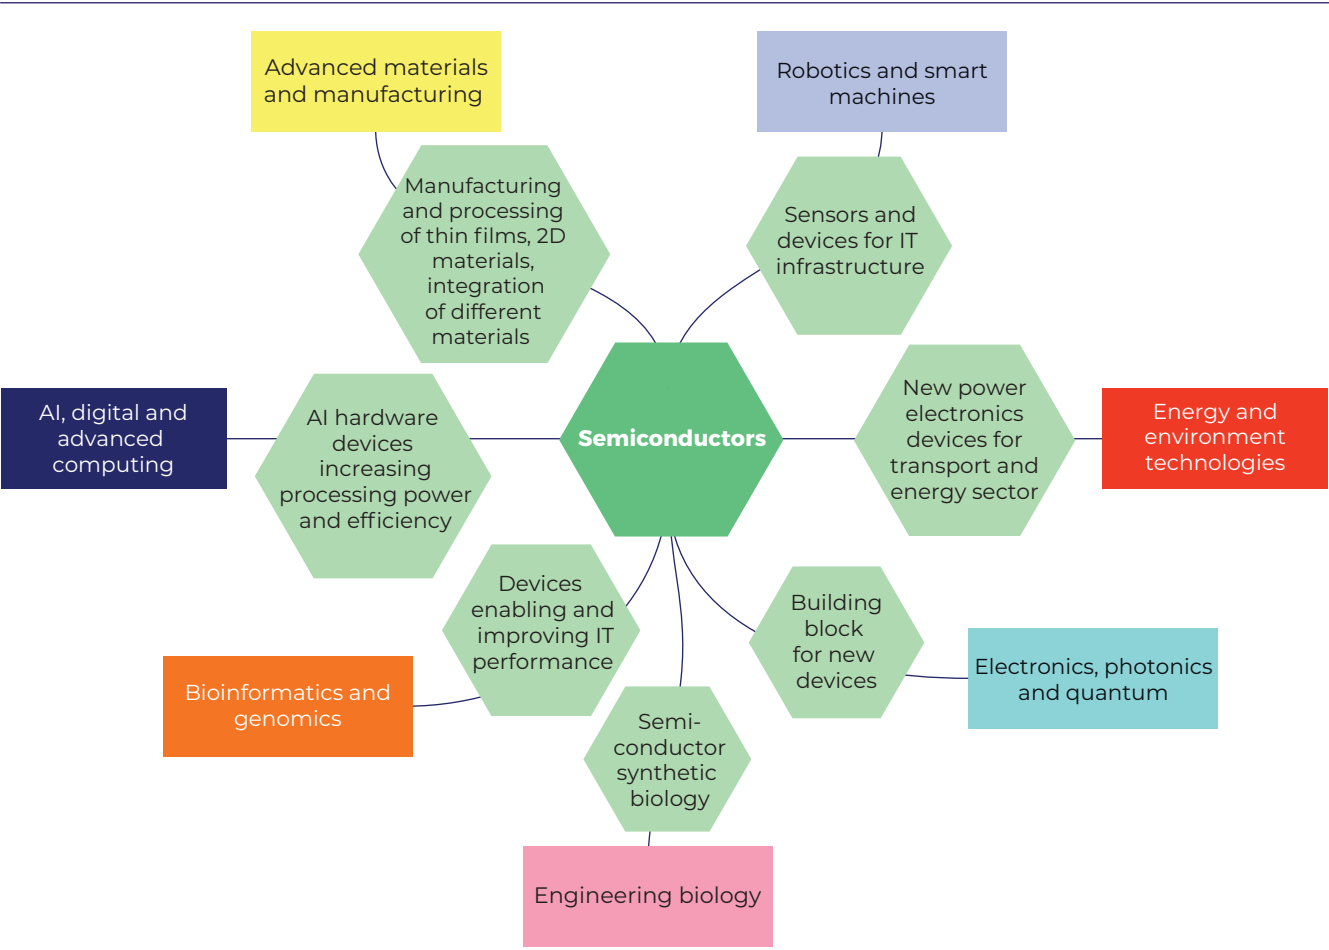 Advanced materials
and manufacturing
Robotics and smart
machines
Manufacturing
and processing
of thin films, 2D
materials,
integration
of different
materials
Sensors and
devices for IT
infrastructure
AI, digital and
advanced
computing
AI hardware
devices
increasing
processing power
and efficiency
Semiconductors
New power
electronics
devices for
transport and
energy sector
Energy and
environment
technologies
Devices
enabling and
improving IT
performance
Building
block
for new
devices
Bioinformatics and
genomics
Electronics, photonics
and quantum
Semi-
conductor
synthetic
biology
Engineering biology